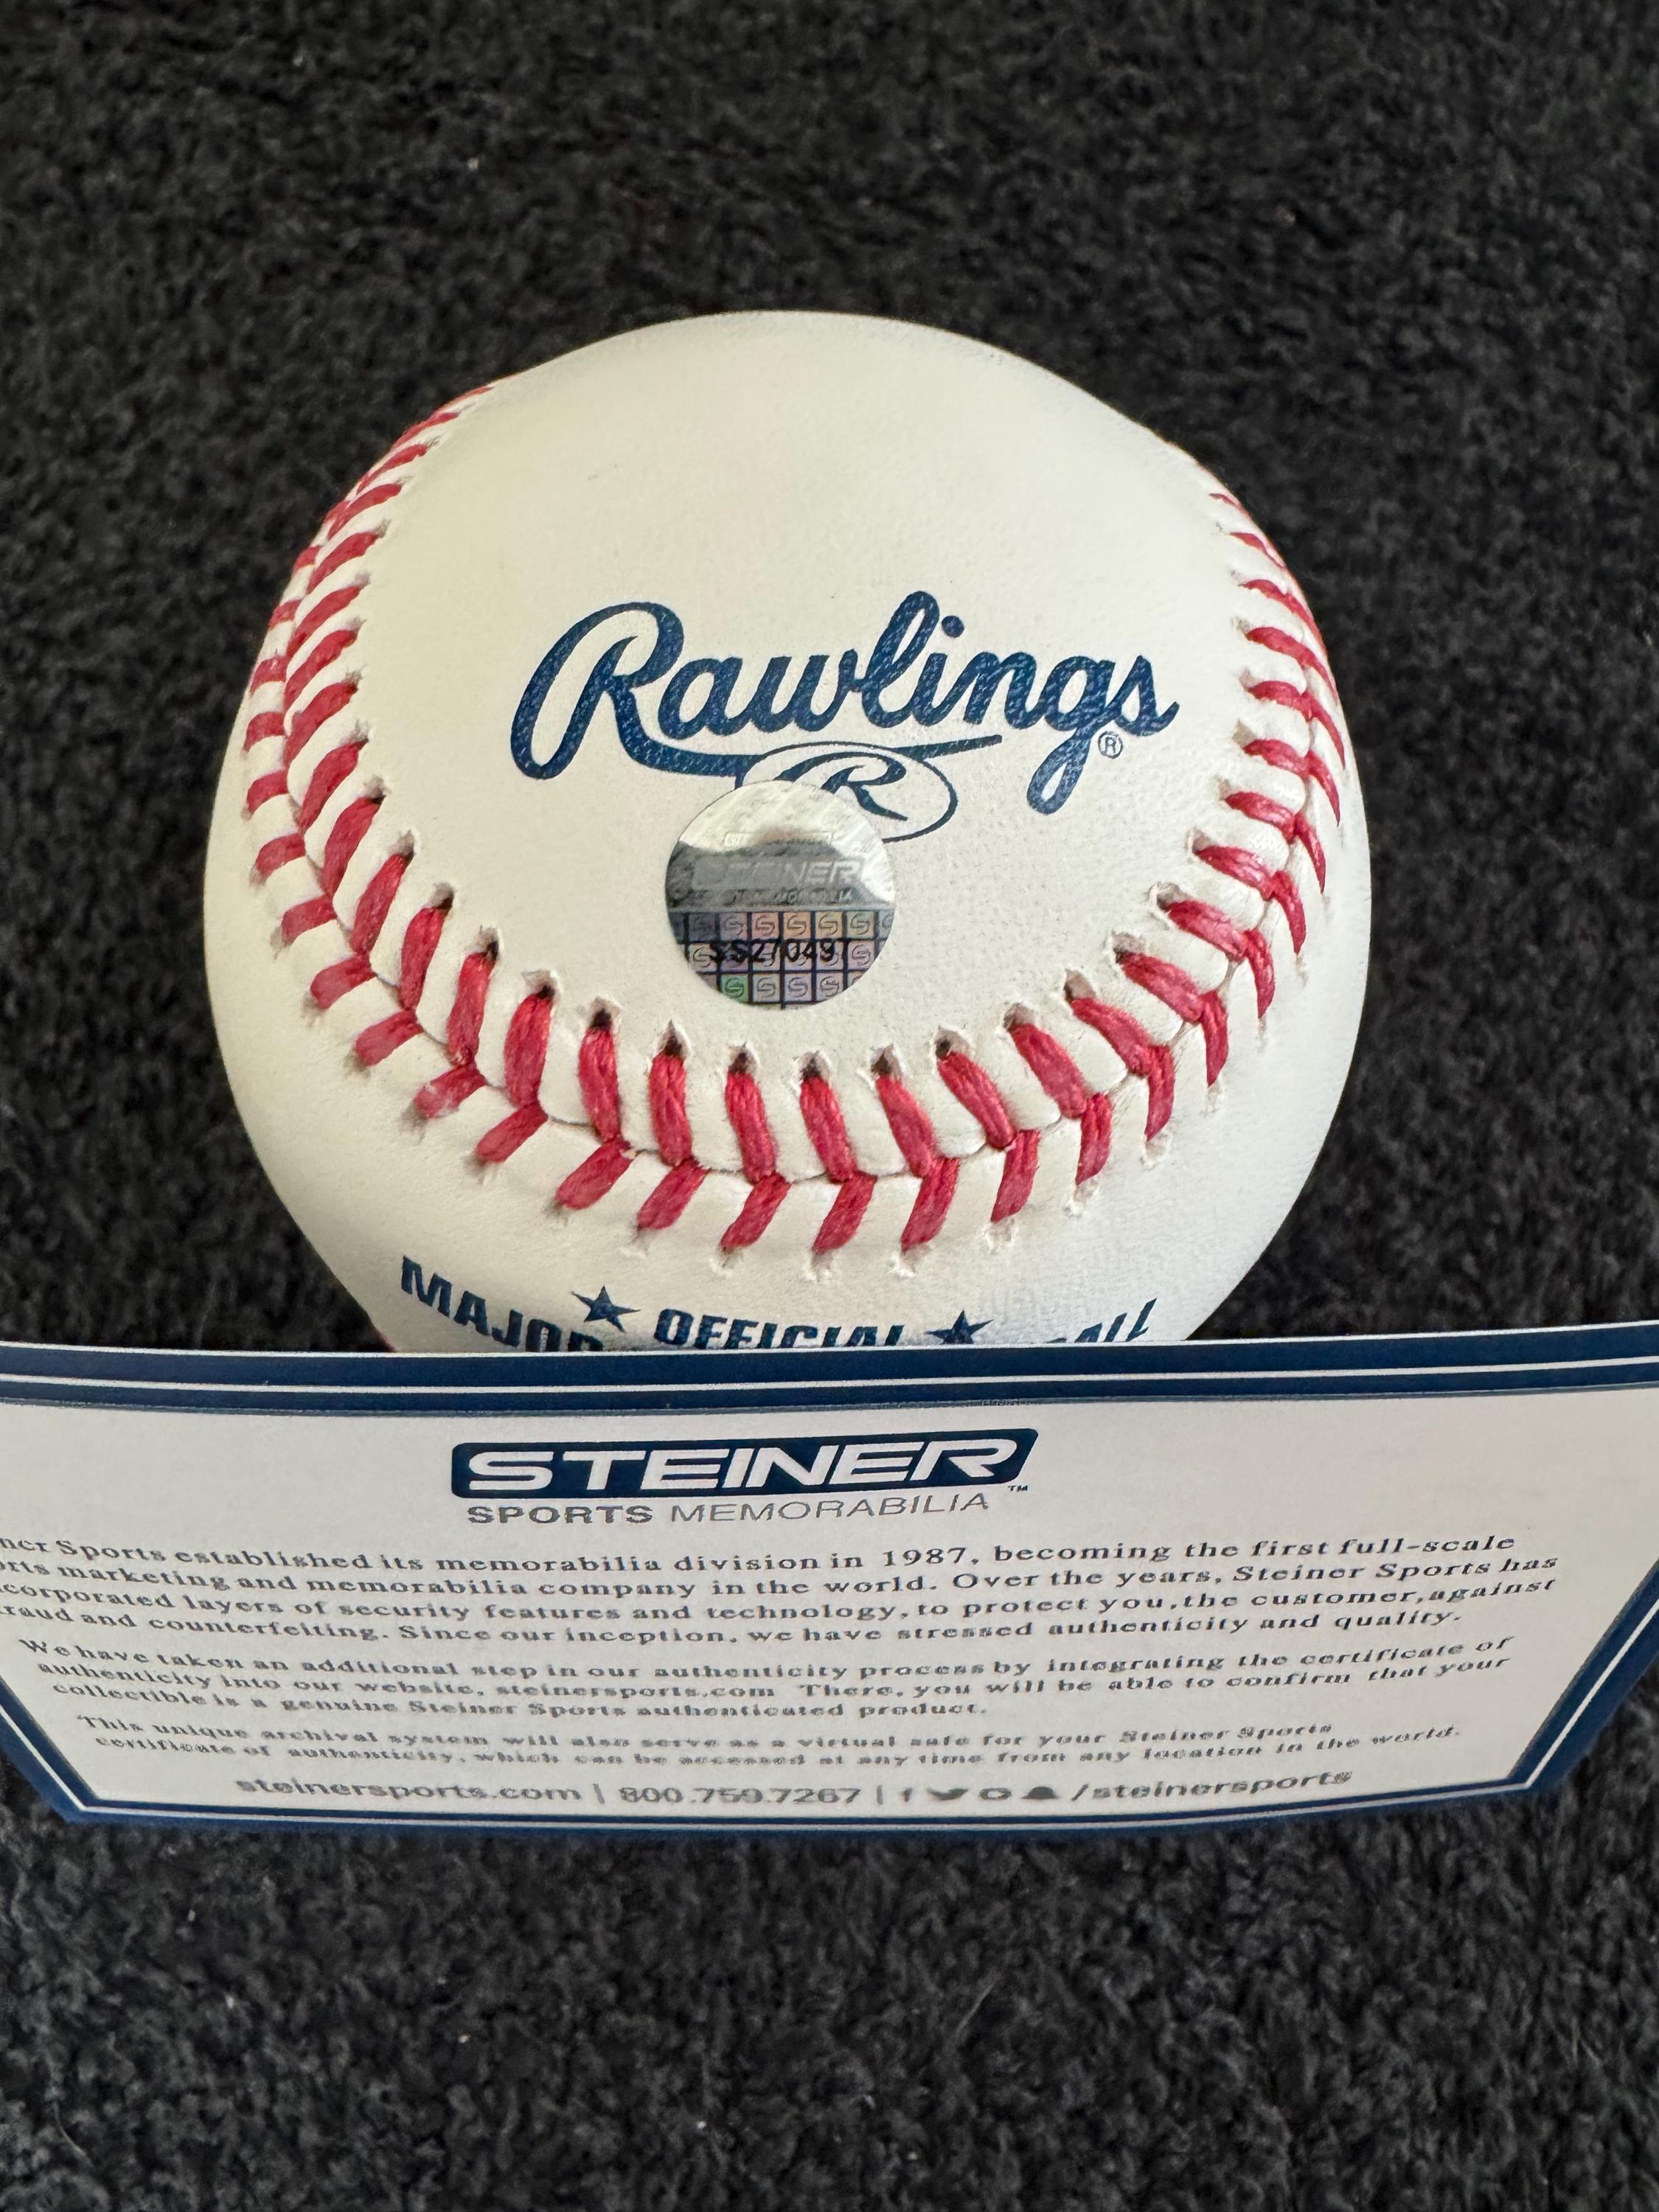 Rawlings
®
R
STEINER
SS270497
MAJOR ★ OFFICIAL ★
STEINER™
SPORTS MEMORABILIA
Sports established its memorabilia division in 1987, becoming the first full-scale
marketing and memorabilia company in the world. Over the years, Steiner Sports has
layers of security features and technology, to protect you, the customer, against
and counterfeiting. Since our inception, we have stressed authenticity and quality.
We have taken an additional step in our authenticity process by integrating the certificate of
authenticity into our website, steinersports.com There, you will be able to confirm that your
collectible is a genuine Steiner Sports authenticated product.
This unique archival system will also serve as a virtual safe for your Steiner Sports
certificate of authenticity, which can be accessed at any time from any location in the world.
steinersports.com | 800.759.7267 | /steinersports